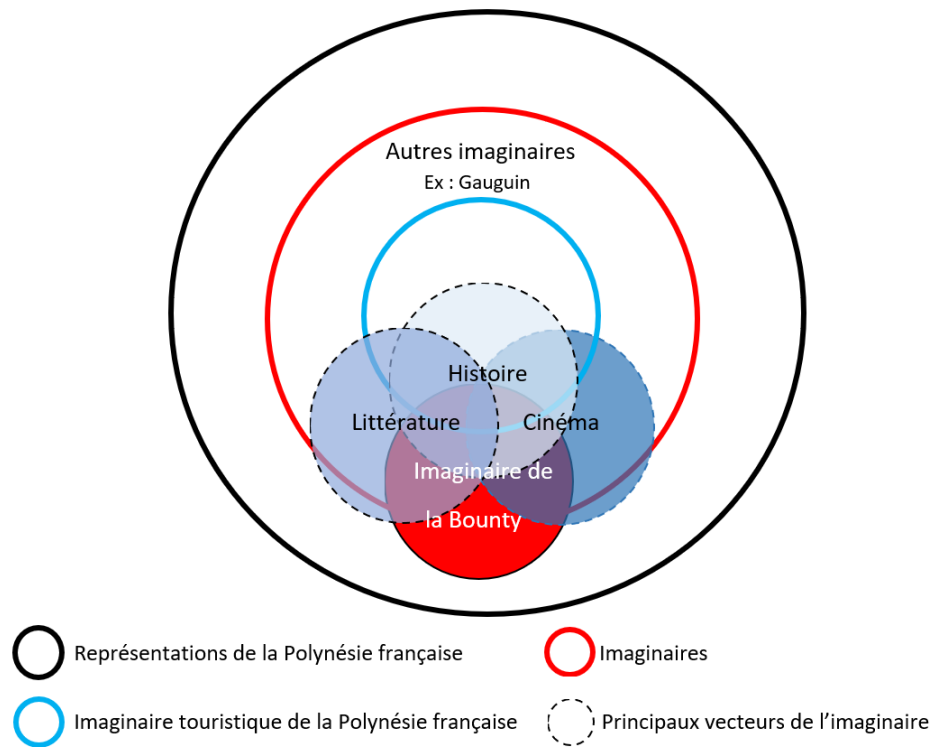 Autres imaginaires
Ex : Gauguin
Histoire
Littérature
Cinéma
Imaginaire de
la Bounty
Représentations de la Polynésie française
Imaginaires
Imaginaire touristique de la Polynésie française
Principaux vecteurs de l’imaginaire